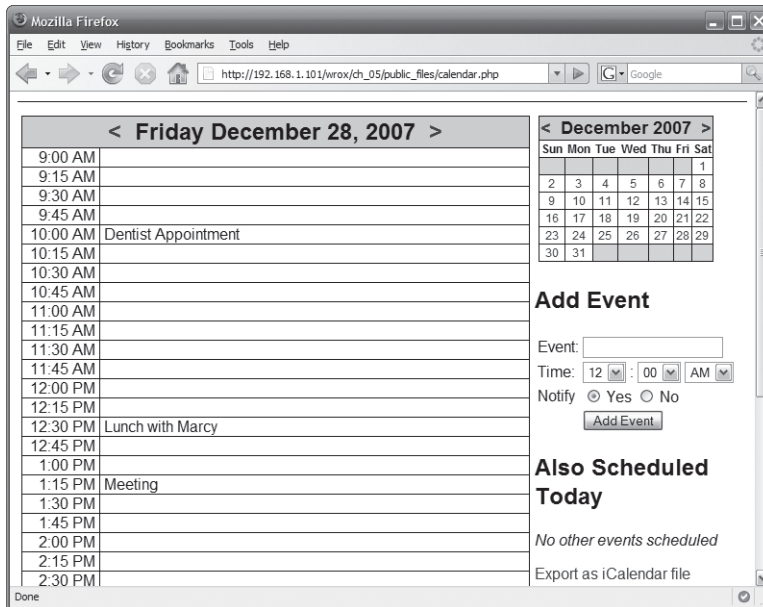 Mozilla Firefox
File Edit View History Bookmarks Tools Help
http://192.168.1.101/wrox/ch_05/public_files/calendar.php
G Google
< Friday December 28, 2007 >
9:00 AM
9:15 AM
9:30 AM
9:45 AM
10:00 AM Dentist Appointment
10:15 AM
10:30 AM
10:45 AM
11:00 AM
11:15 AM
11:30 AM
11:45 AM
12:00 PM
12:15 PM
12:30 PM Lunch with Marcy
12:45 PM
1:00 PM
1:15 PM Meeting
1:30 PM
1:45 PM
2:00 PM
2:15 PM
2:30 PM
< December 2007 >
Sun Mon Tue Wed Thu Fri Sat
1
2 3 4 5 6 7 8
9 10 11 12 13 14 15
16 17 18 19 20 21 22
23 24 25 26 27 28 29
30 31
Add Event
Event:
Time: 12 : 00 AM
Notify Yes No
Add Event
Also Scheduled
Today
No other events scheduled
Export as iCalendar file
Done